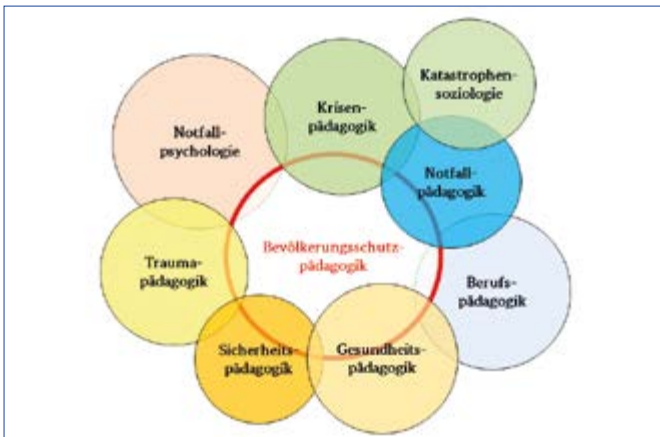 Katastrophen-
soziologie
Krisen-
pädagogik
Notfall-
psychologie
Notfall-
pädagogik
Bevölkerungsschutz-
pädagogik
Trauma-
pädagogik
Berufs-
pädagogik
Sicherheits-
pädagogik
Gesundheits-
pädagogik